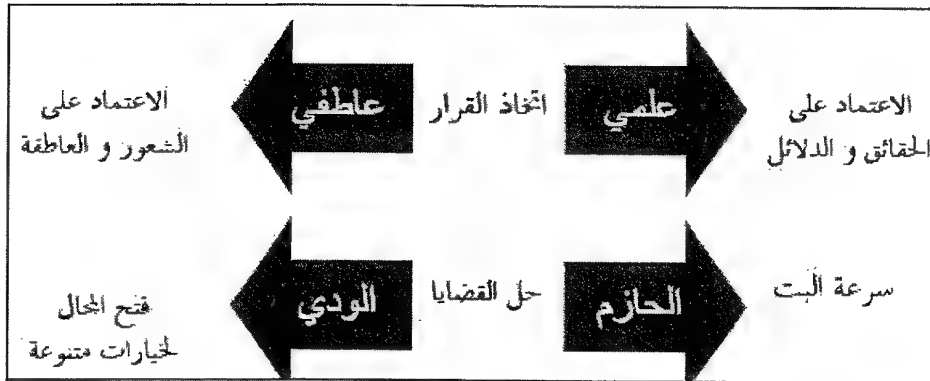 الاعتماد على
الحقائق و الدلائل
علمي
اتخاذ القرار
عاطفي
الاعتماد على
الشعور و العاطفة
سرعة البت
الحازم
حل القضايا
الودي
فتح المجال
لخيارات متنوعة